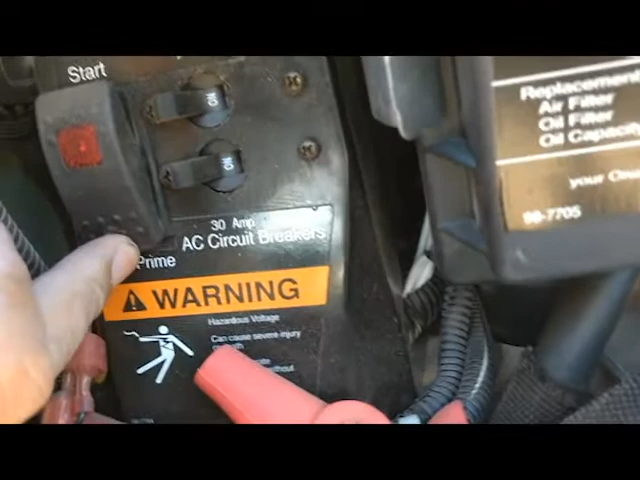 Start
ON
ON
30 Amp
AC Circuit Breakers
Prime
WARNING
Hazardous Voltage
Can cause severe injury
Replacement
Air Filter
Oil Filter
Oil Capacity
your Onan
98-7705